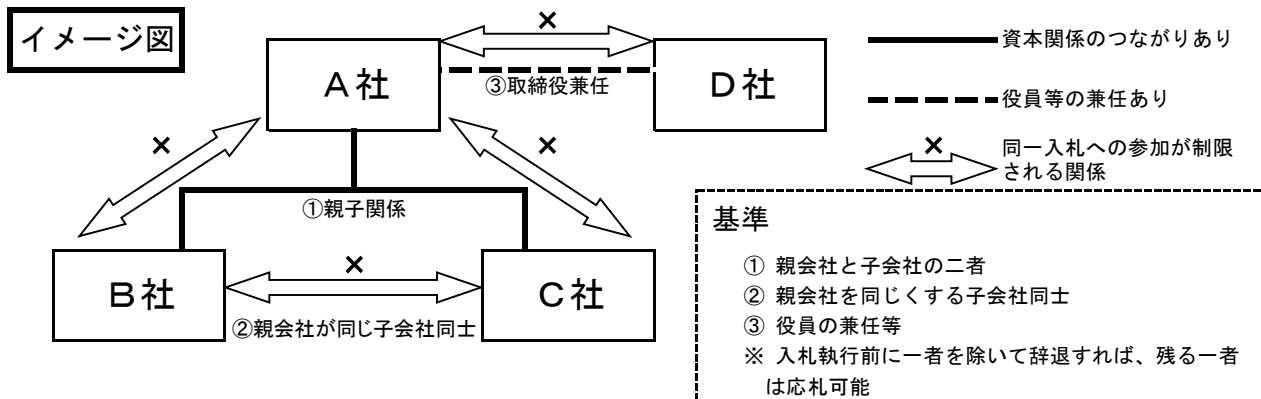 イメージ図
×
A社
D社
③取締役兼任
×
×
①親子関係
B社
×
C社
②親会社が同じ子会社同士
資本関係のつながりあり
役員等の兼任あり
×
同一入札への参加が制限
される関係
基準
① 親会社と子会社の二者
② 親会社を同じくする子会社同士
③ 役員の兼任等
※ 入札執行前に一者を除いて辞退すれば、残る一者
は応札可能